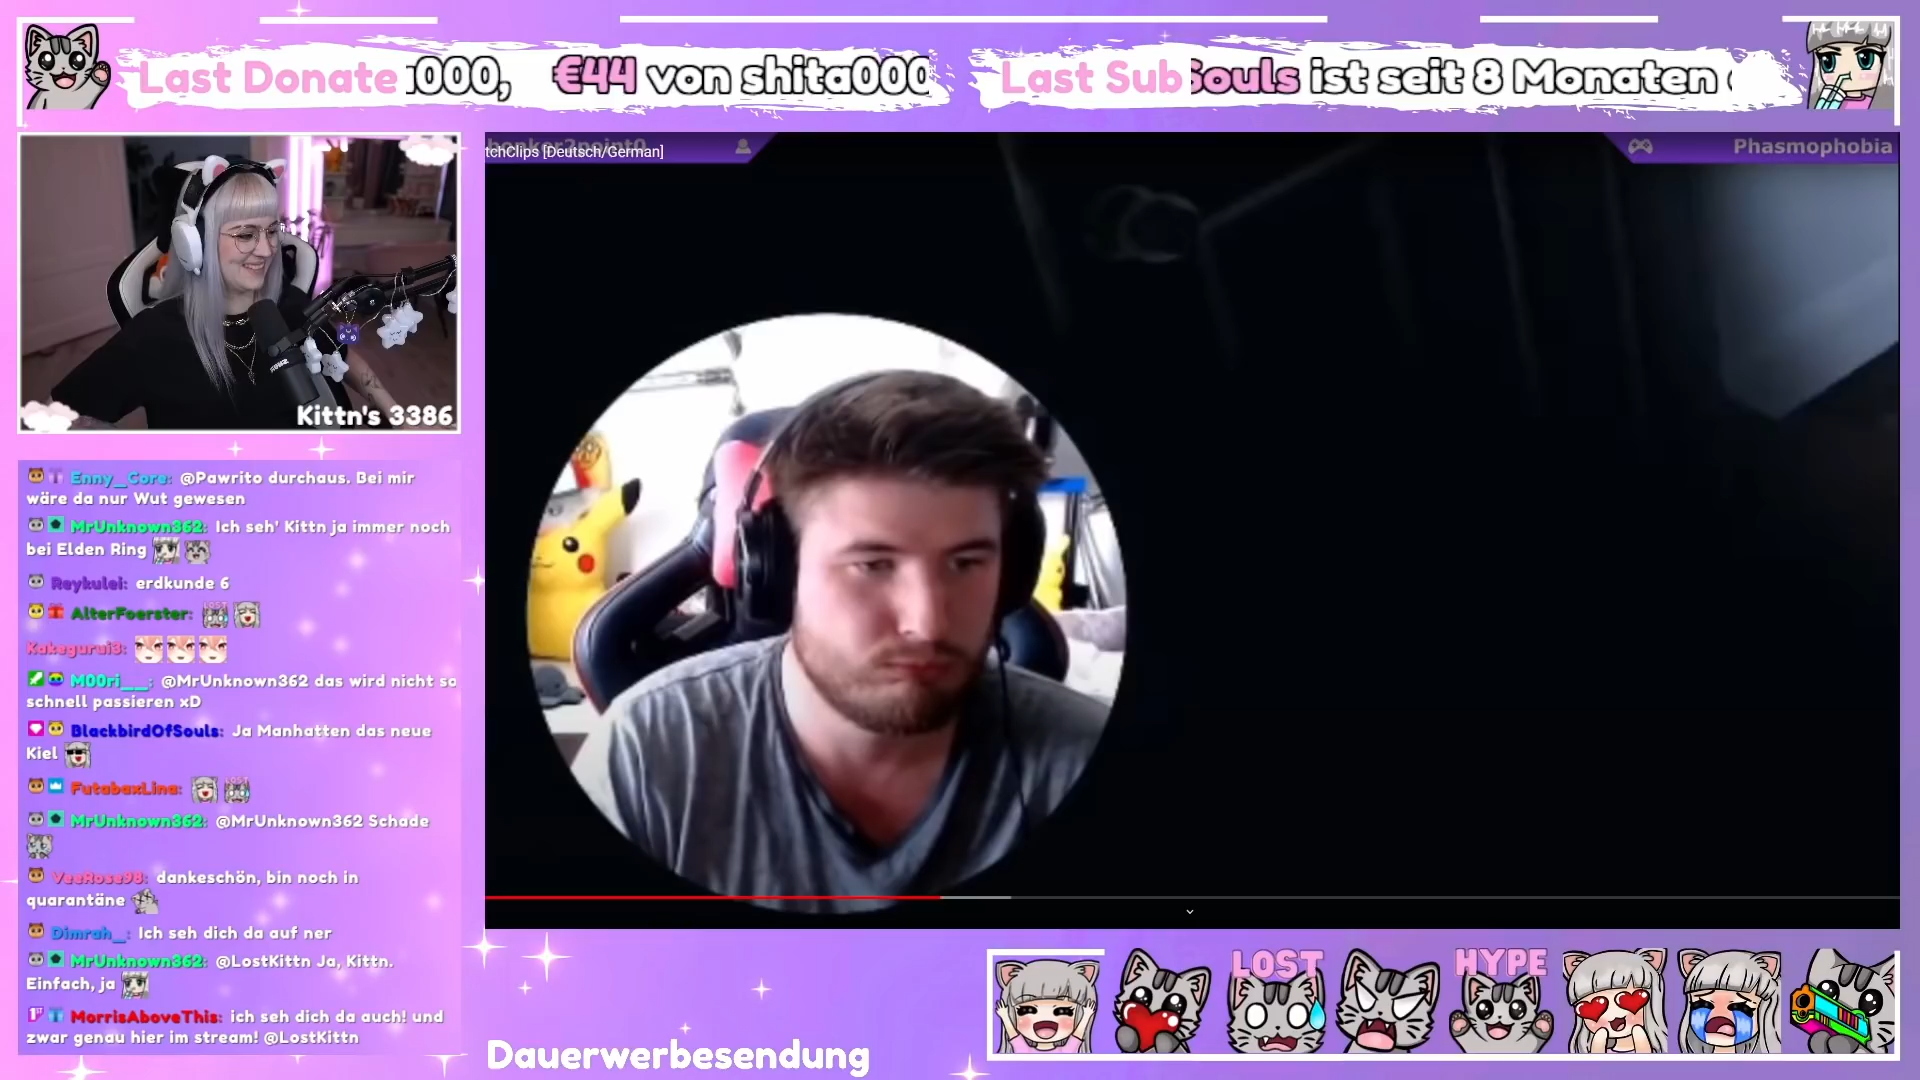 Last Donate
:000, €44 von shita000
Last Sub
Souls ist seit 8 Monaten
tchClips [Deutsch/German]
Phasmophobia
Kittn's 3386
Enny_Core: @Pawrito durchaus. Bei mir
wäre da nur Wut gewesen
MrUnknown362: Ich seh' Kittn ja immer noch
bei Elden Ring
Reykulei: erdkunde 6
AlterFoerster:
Kakegurui3:
M00ri__: @MrUnknown362 das wird nicht so
schnell passieren xD
BlackbirdOfSouls: Ja Manhatten das neue
Kiel
FutabaxLina:
MrUnknown362: @MrUnknown362 Schade
VeeRose98: dankeschön, bin noch in
quarantäne
Dimrah_: Ich seh dich da auf ner
MrUnknown362: @LostKittn Ja, Kittn.
Einfach, ja
MorrisAboveThis: ich seh dich da auch! und
zwar genau hier im stream! @LostKittn
LOST
HYPE
Dauerwerbesendung